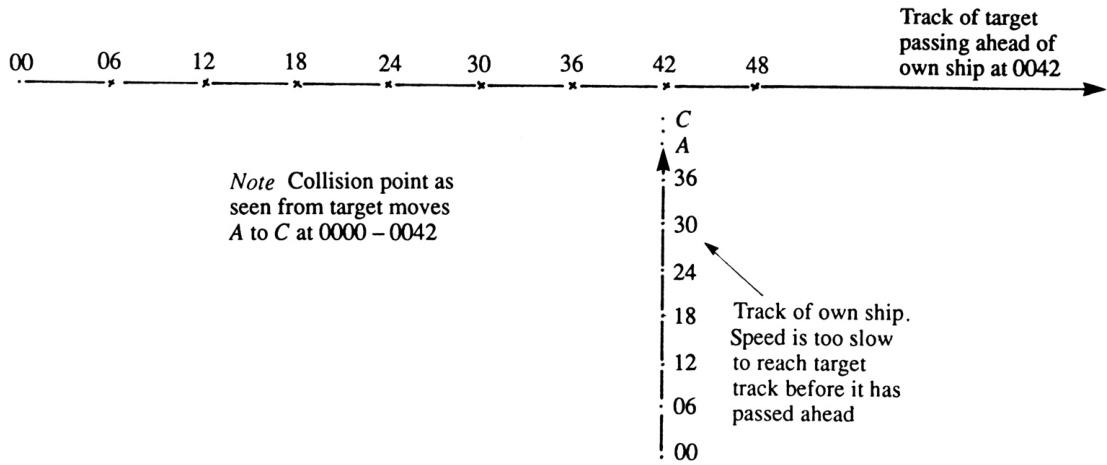 Track of target
passing ahead of
own ship at 0042
00 06 12 18 24 30 36 42 48
C
A
36
30
24
18
12
06
00
Note Collision point as
seen from target moves
A to C at 0000 – 0042
Track of own ship.
Speed is too slow
to reach target
track before it has
passed ahead